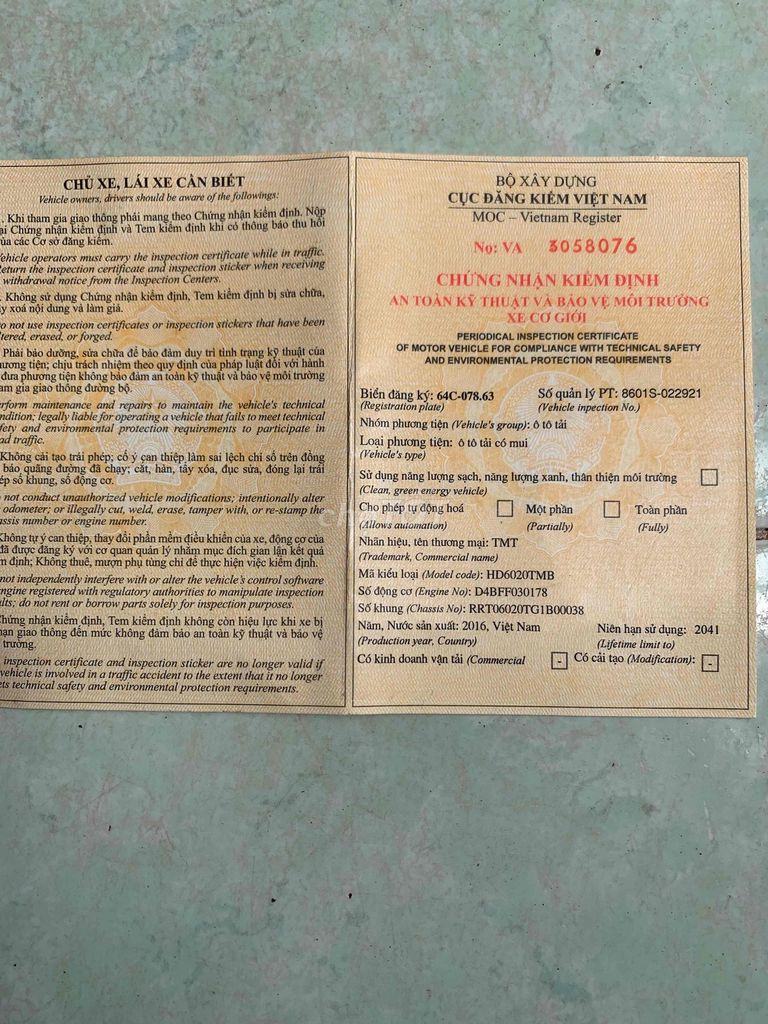 CHỦ XE, LÁI XE CẦN BIẾT
Vehicle owners, drivers should be aware of the followings:
. Khi tham gia giao thông phải mang theo Chứng nhận kiểm định. Nộp
ại Chứng nhận kiểm định và Tem kiểm định khi có thông báo thu hồi
ủa các Cơ sở đăng kiểm.
ehicle operators must carry the inspection certificate while in traffic.
eturn the inspection certificate and inspection sticker when receiving
withdrawal notice from the Inspection Centers.
. Không sử dụng Chứng nhận kiểm định, Tem kiểm định bị sửa chữa,
y xoá nội dung và làm giả.
o not use inspection certificates or inspection stickers that have been
tered, erased, or forged.
Phải bảo dưỡng, sửa chữa để bảo đảm duy trì tình trạng kỹ thuật của
ương tiện; chịu trách nhiệm theo quy định của pháp luật đối với hành
đưa phương tiện không bảo đảm an toàn kỹ thuật và bảo vệ môi trường
am gia giao thông đường bộ.
rform maintenance and repairs to maintain the vehicle's technical
ndition; legally liable for operating a vehicle that fails to meet technical
fety and environmental protection requirements to participate in
ad traffic.
Không cải tạo trái phép; cố ý can thiệp làm sai lệch chỉ số trên đồng
báo quãng đường đã chạy; cắt, hàn, tẩy xóa, đục sửa, đóng lại trái
ép số khung, số động cơ.
not conduct unauthorized vehicle modifications; intentionally alter
odometer; or illegally cut, weld, erase, tamper with, or re-stamp the
assis number or engine number.
Không tự ý can thiệp, thay đổi phần mềm điều khiển của xe, động cơ của
đã được đăng ký với cơ quan quản lý nhằm mục đích gian lận kết quả
m định; Không thuê, mượn phụ tùng chỉ để thực hiện việc kiểm định.
not independently interfere with or alter the vehicle's control software
ngine registered with regulatory authorities to manipulate inspection
ults; do not rent or borrow parts solely for inspection purposes.
hứng nhận kiểm định, Tem kiểm định không còn hiệu lực khi xe bị
ạn giao thông đến mức không đảm bảo an toàn kỹ thuật và bảo vệ
trường.
inspection certificate and inspection sticker are no longer valid if
vehicle is involved in a traffic accident to the extent that it no longer
ets technical safety and environmental protection requirements.
BỘ XÂY DỰNG
CỤC ĐĂNG KIỂM VIỆT NAM
MOC – Vietnam Register
No: VA 3058076
CHỨNG NHẬN KIỂM ĐỊNH
AN TOÀN KỸ THUẬT VÀ BẢO VỆ MÔI TRƯỜNG
XE CƠ GIỚI
PERIODICAL INSPECTION CERTIFICATE
OF MOTOR VEHICLE FOR COMPLIANCE WITH TECHNICAL SAFETY
AND ENVIRONMENTAL PROTECTION REQUIREMENTS
Biển đăng ký: 64C-078.63 Số quản lý PT: 8601S-022921
(Registration plate) (Vehicle inpection No.)
Nhóm phương tiện (Vehicle's group): ô tô tải
Loại phương tiện: ô tô tải có mui
(Vehicle's type)
Sử dụng năng lượng sạch, năng lượng xanh, thân thiện môi trường
(Clean, green energy vehicle)
Cho phép tự động hoá Một phần Toàn phần
(Allows automation) (Partially) (Fully)
Nhãn hiệu, tên thương mại: TMT
(Trademark, Commercial name)
Mã kiểu loại (Model code): HD6020TMB
Số động cơ (Engine No): D4BFF030178
Số khung (Chassis No): RRT06020TG1B00038
Năm, Nước sản xuất: 2016, Việt Nam Niên hạn sử dụng: 2041
(Production year, Country) (Lifetime limit to)
Có kinh doanh vận tải (Commercial - Có cải tạo (Modification): -